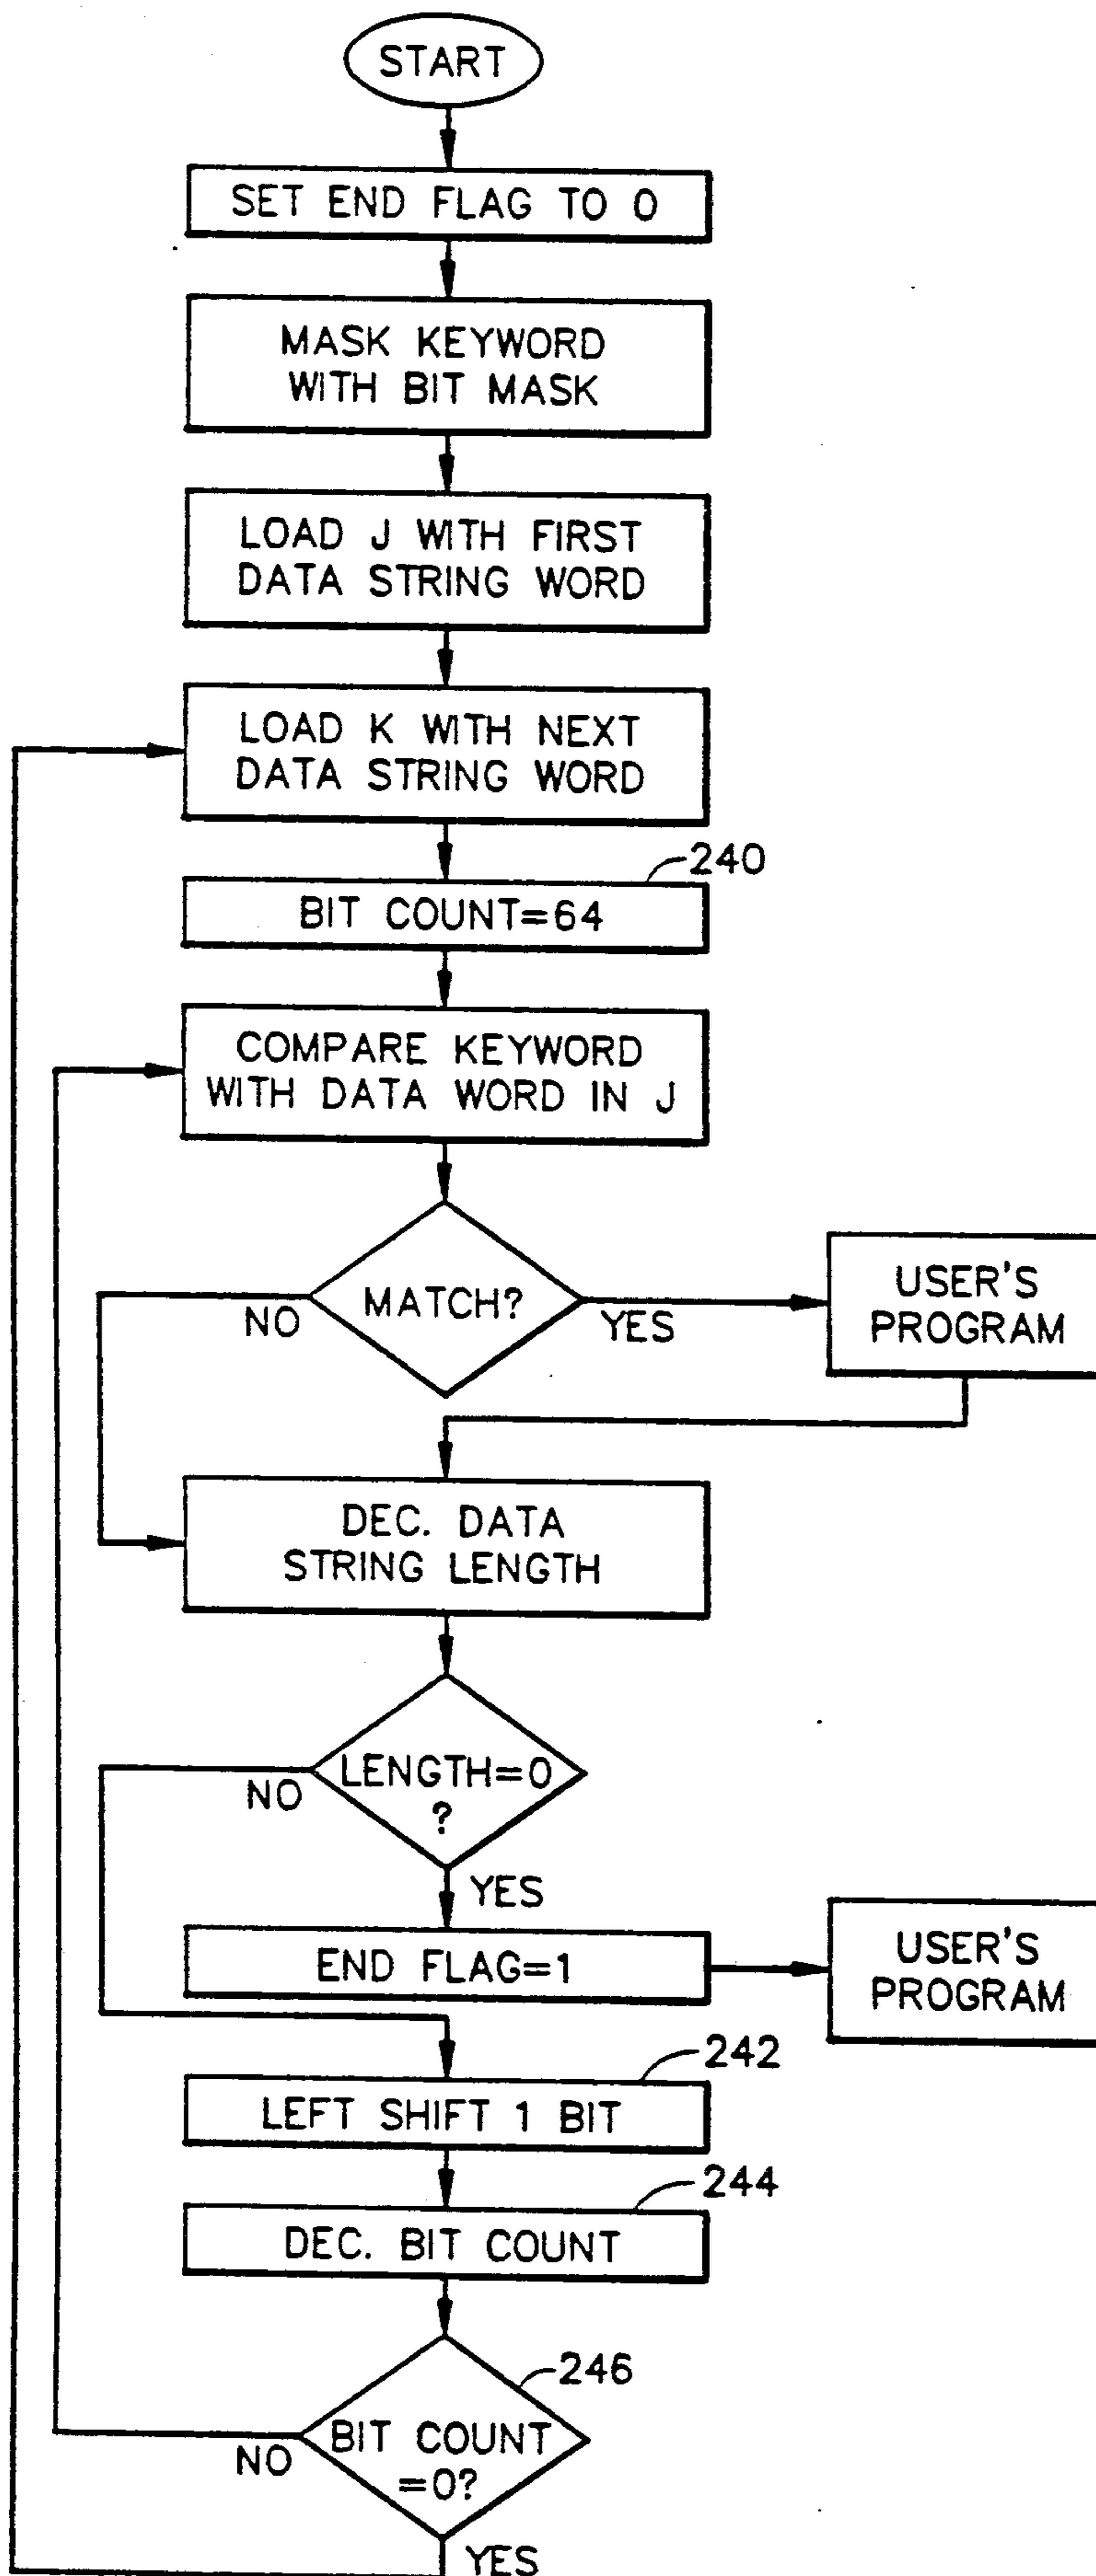 START
SET END FLAG TO 0
MASK KEYWORD
WITH BIT MASK
LOAD J WITH FIRST
DATA STRING WORD
LOAD K WITH NEXT
DATA STRING WORD
240
BIT COUNT=64
COMPARE KEYWORD
WITH DATA WORD IN J
MATCH?
NO
YES
USER'S
PROGRAM
DEC. DATA
STRING LENGTH
LENGTH=0
?
NO
YES
END FLAG=1
USER'S
PROGRAM
242
LEFT SHIFT 1 BIT
244
DEC. BIT COUNT
246
BIT COUNT
=0?
NO
YES